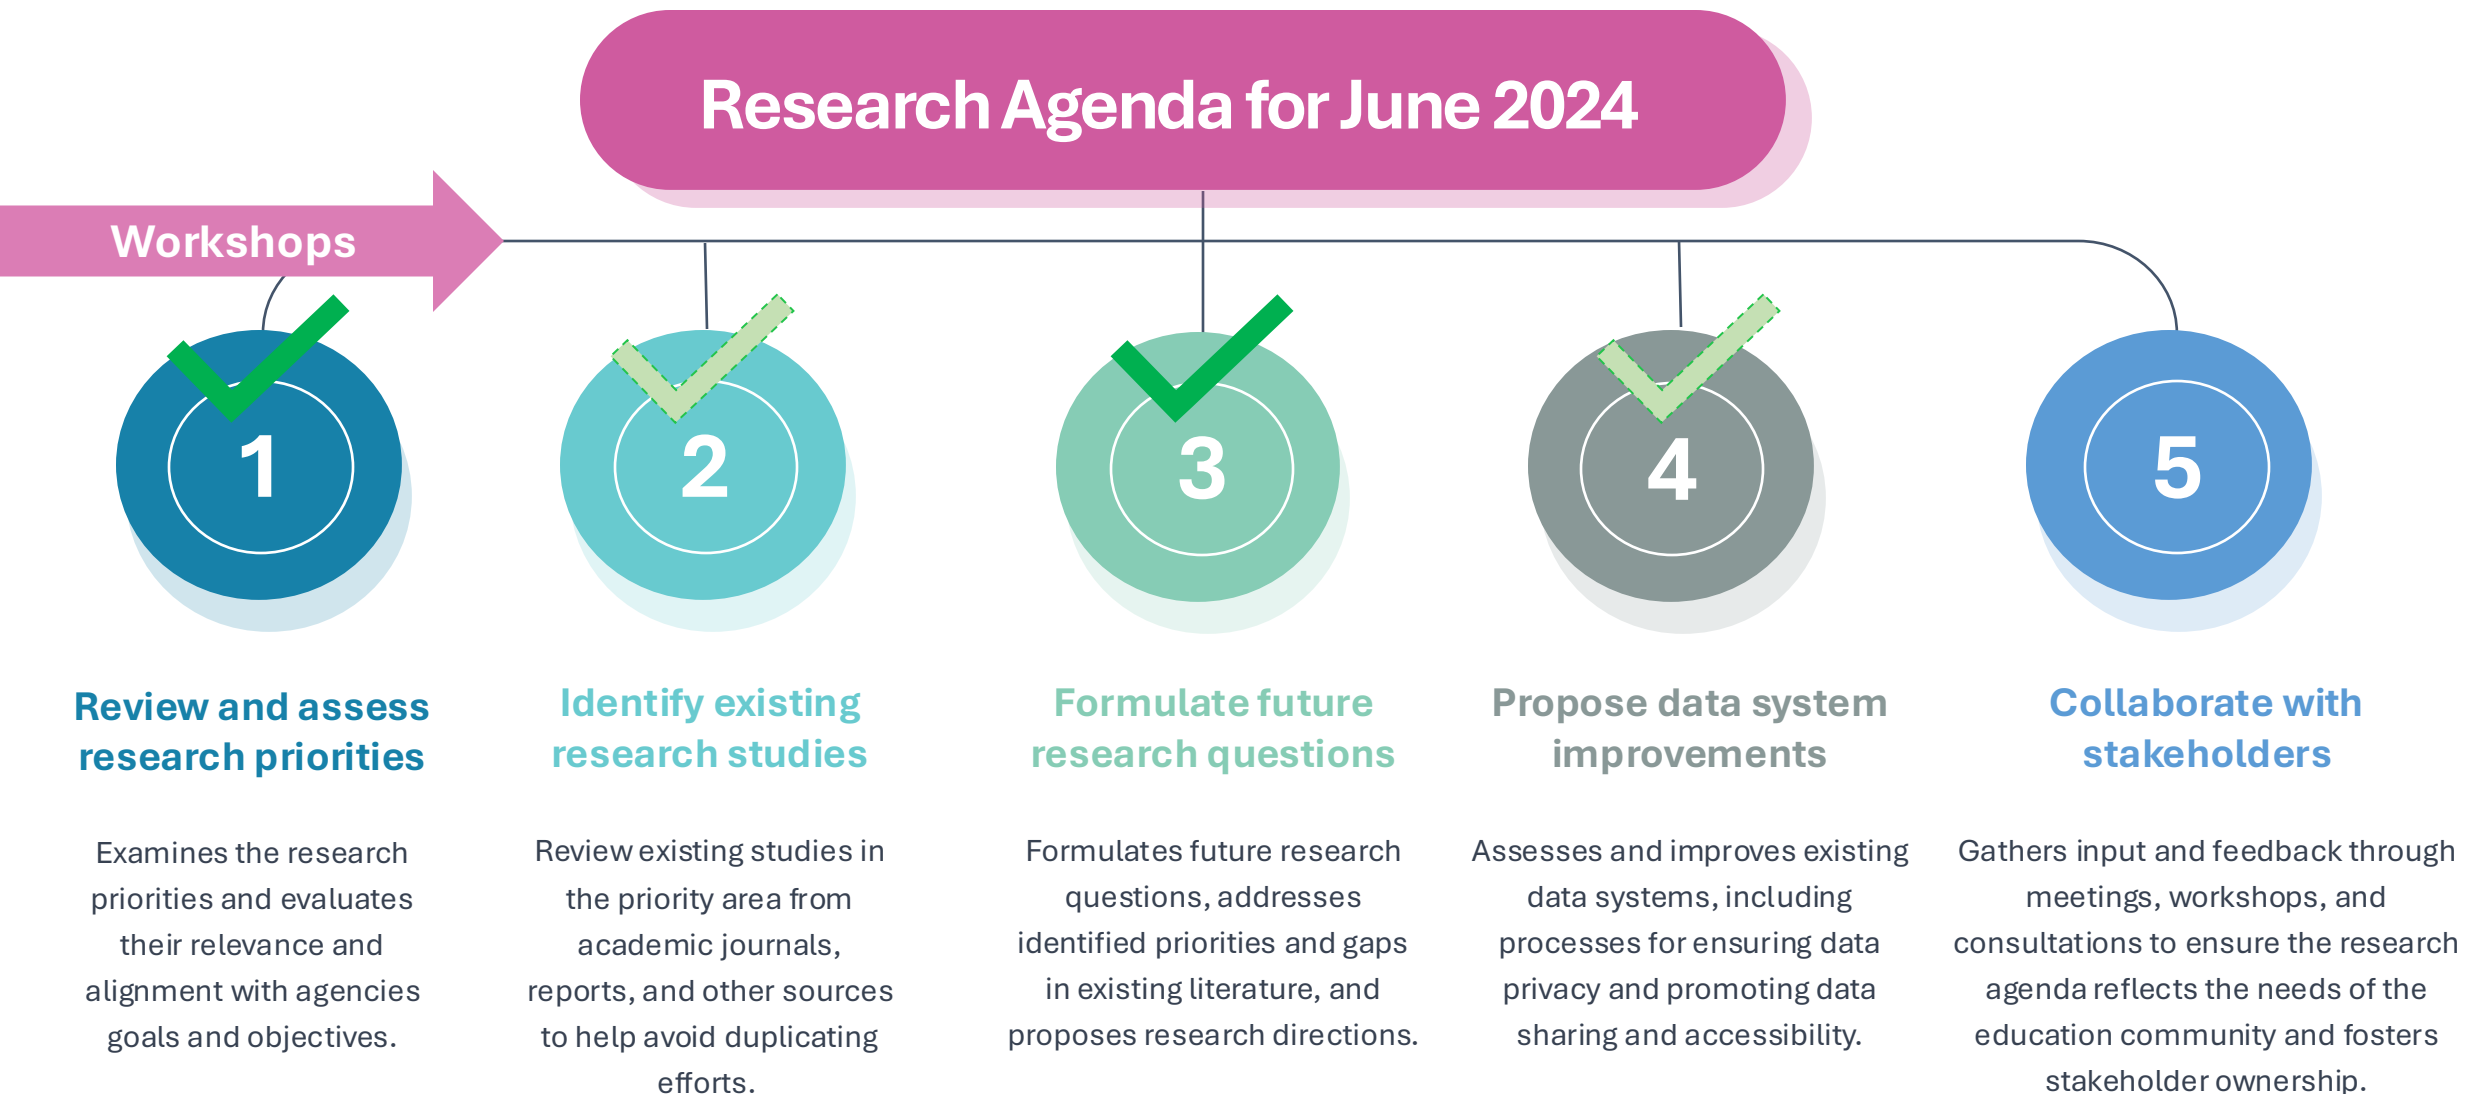 Research Agenda for June 2024
Workshops
1
2
3
4
5
Review and assess
research priorities
Examines the research
priorities and evaluates
their relevance and
alignment with agencies
goals and objectives.
Identify existing
research studies
Review existing studies in
the priority area from
academic journals,
reports, and other sources
to help avoid duplicating
efforts.
Formulate future
research questions
Formulates future research
questions, addresses
identified priorities and gaps
in existing literature, and
proposes research directions.
Propose data system
improvements
Assesses and improves existing
data systems, including
processes for ensuring data
privacy and promoting data
sharing and accessibility.
Collaborate with
stakeholders
Gathers input and feedback through
meetings, workshops, and
consultations to ensure the research
agenda reflects the needs of the
education community and fosters
stakeholder ownership.